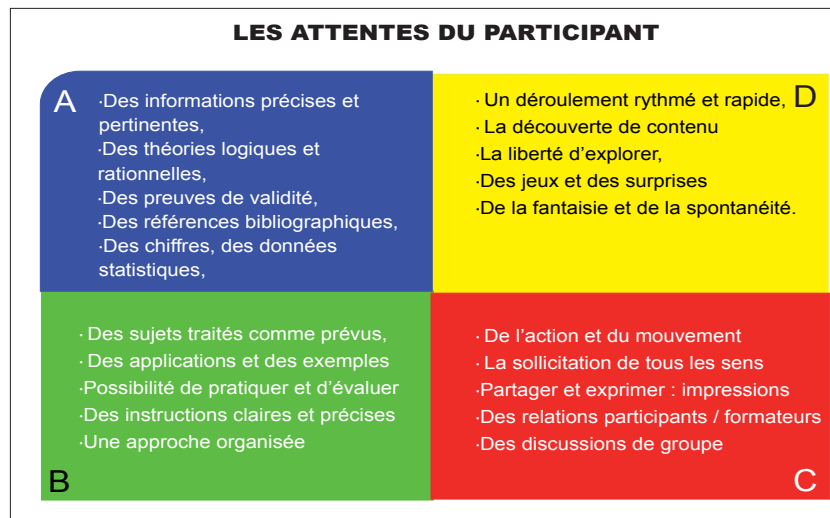 LES ATTENTES DU PARTICIPANT
A
·Des informations précises et
pertinentes,
·Des théories logiques et
rationnelles,
·Des preuves de validité,
·Des références bibliographiques,
·Des chiffres, des données
statistiques,
· Un déroulement rythmé et rapide,
D
· La découverte de contenu
·La liberté d’explorer,
·Des jeux et des surprises
·De la fantaisie et de la spontanéité.
· Des sujets traités comme prévus,
· Des applications et des exemples
·Possibilité de pratiquer et d’évaluer
·Des instructions claires et précises
·Une approche organisée
B
· De l’action et du mouvement
· La sollicitation de tous les sens
·Partager et exprimer : impressions
·Des relations participants / formateurs
·Des discussions de groupe
C